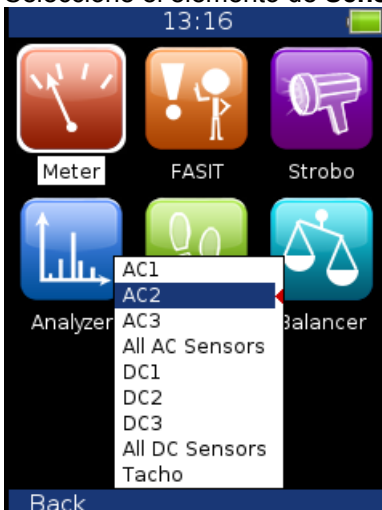 13:16
Meter
FASIT
Strobo
Analyzer
Balancer
AC1
AC2
AC3
All AC Sensors
DC1
DC2
DC3
All DC Sensors
Tacho
Back